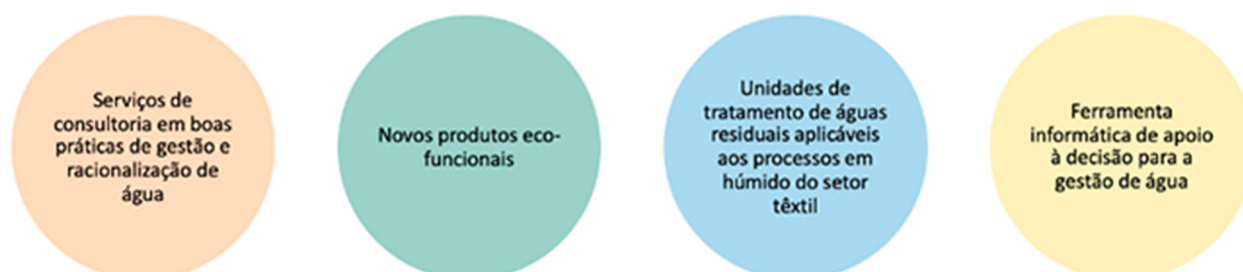 Serviços de
consultoria em boas
práticas de gestão e
racionalização de
água
Novos produtos eco-
funcionais
Unidades de
tratamento de águas
residuais aplicáveis
aos processos em
húmido do setor
têxtil
Ferramenta
informática de apoio
à decisão para a
gestão de água